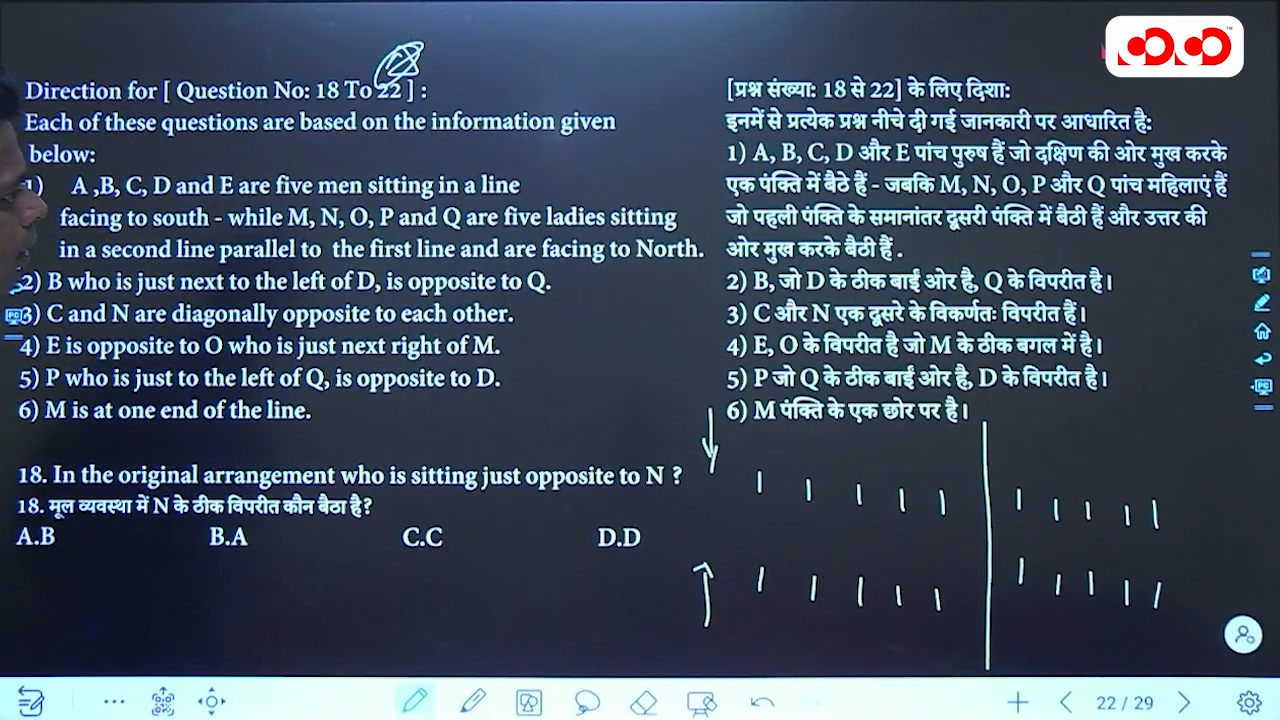 Direction for [ Question No: 18 To 22 ] :
Each of these questions are based on the information given
below:
1) A ,B, C, D and E are five men sitting in a line
facing to south - while M, N, O, P and Q are five ladies sitting
in a second line parallel to the first line and are facing to North.
2) B who is just next to the left of D, is opposite to Q.
3) C and N are diagonally opposite to each other.
4) E is opposite to O who is just next right of M.
5) P who is just to the left of Q, is opposite to D.
6) M is at one end of the line.
18. In the original arrangement who is sitting just opposite to N ?
18. मूल व्यवस्था में N के ठीक विपरीत कौन बैठा है?
A.B B.A C.C D.D
[प्रश्न संख्या: 18 से 22] के लिए दिशा:
इनमें से प्रत्येक प्रश्न नीचे दी गई जानकारी पर आधारित है:
1) A, B, C, D और E पांच पुरुष हैं जो दक्षिण की ओर मुख करके
एक पंक्ति में बैठे हैं - जबकि M, N, O, P और Q पांच महिलाएं हैं
जो पहली पंक्ति के समानांतर दूसरी पंक्ति में बैठी हैं और उत्तर की
ओर मुख करके बैठी हैं .
2) B, जो D के ठीक बाईं ओर है, Q के विपरीत है।
3) C और N एक दूसरे के विकर्णतः विपरीत हैं।
4) E, O के विपरीत है जो M के ठीक बगल में है।
5) P जो Q के ठीक बाईं ओर है, D के विपरीत है।
6) M पंक्ति के एक छोर पर है।
22 / 29